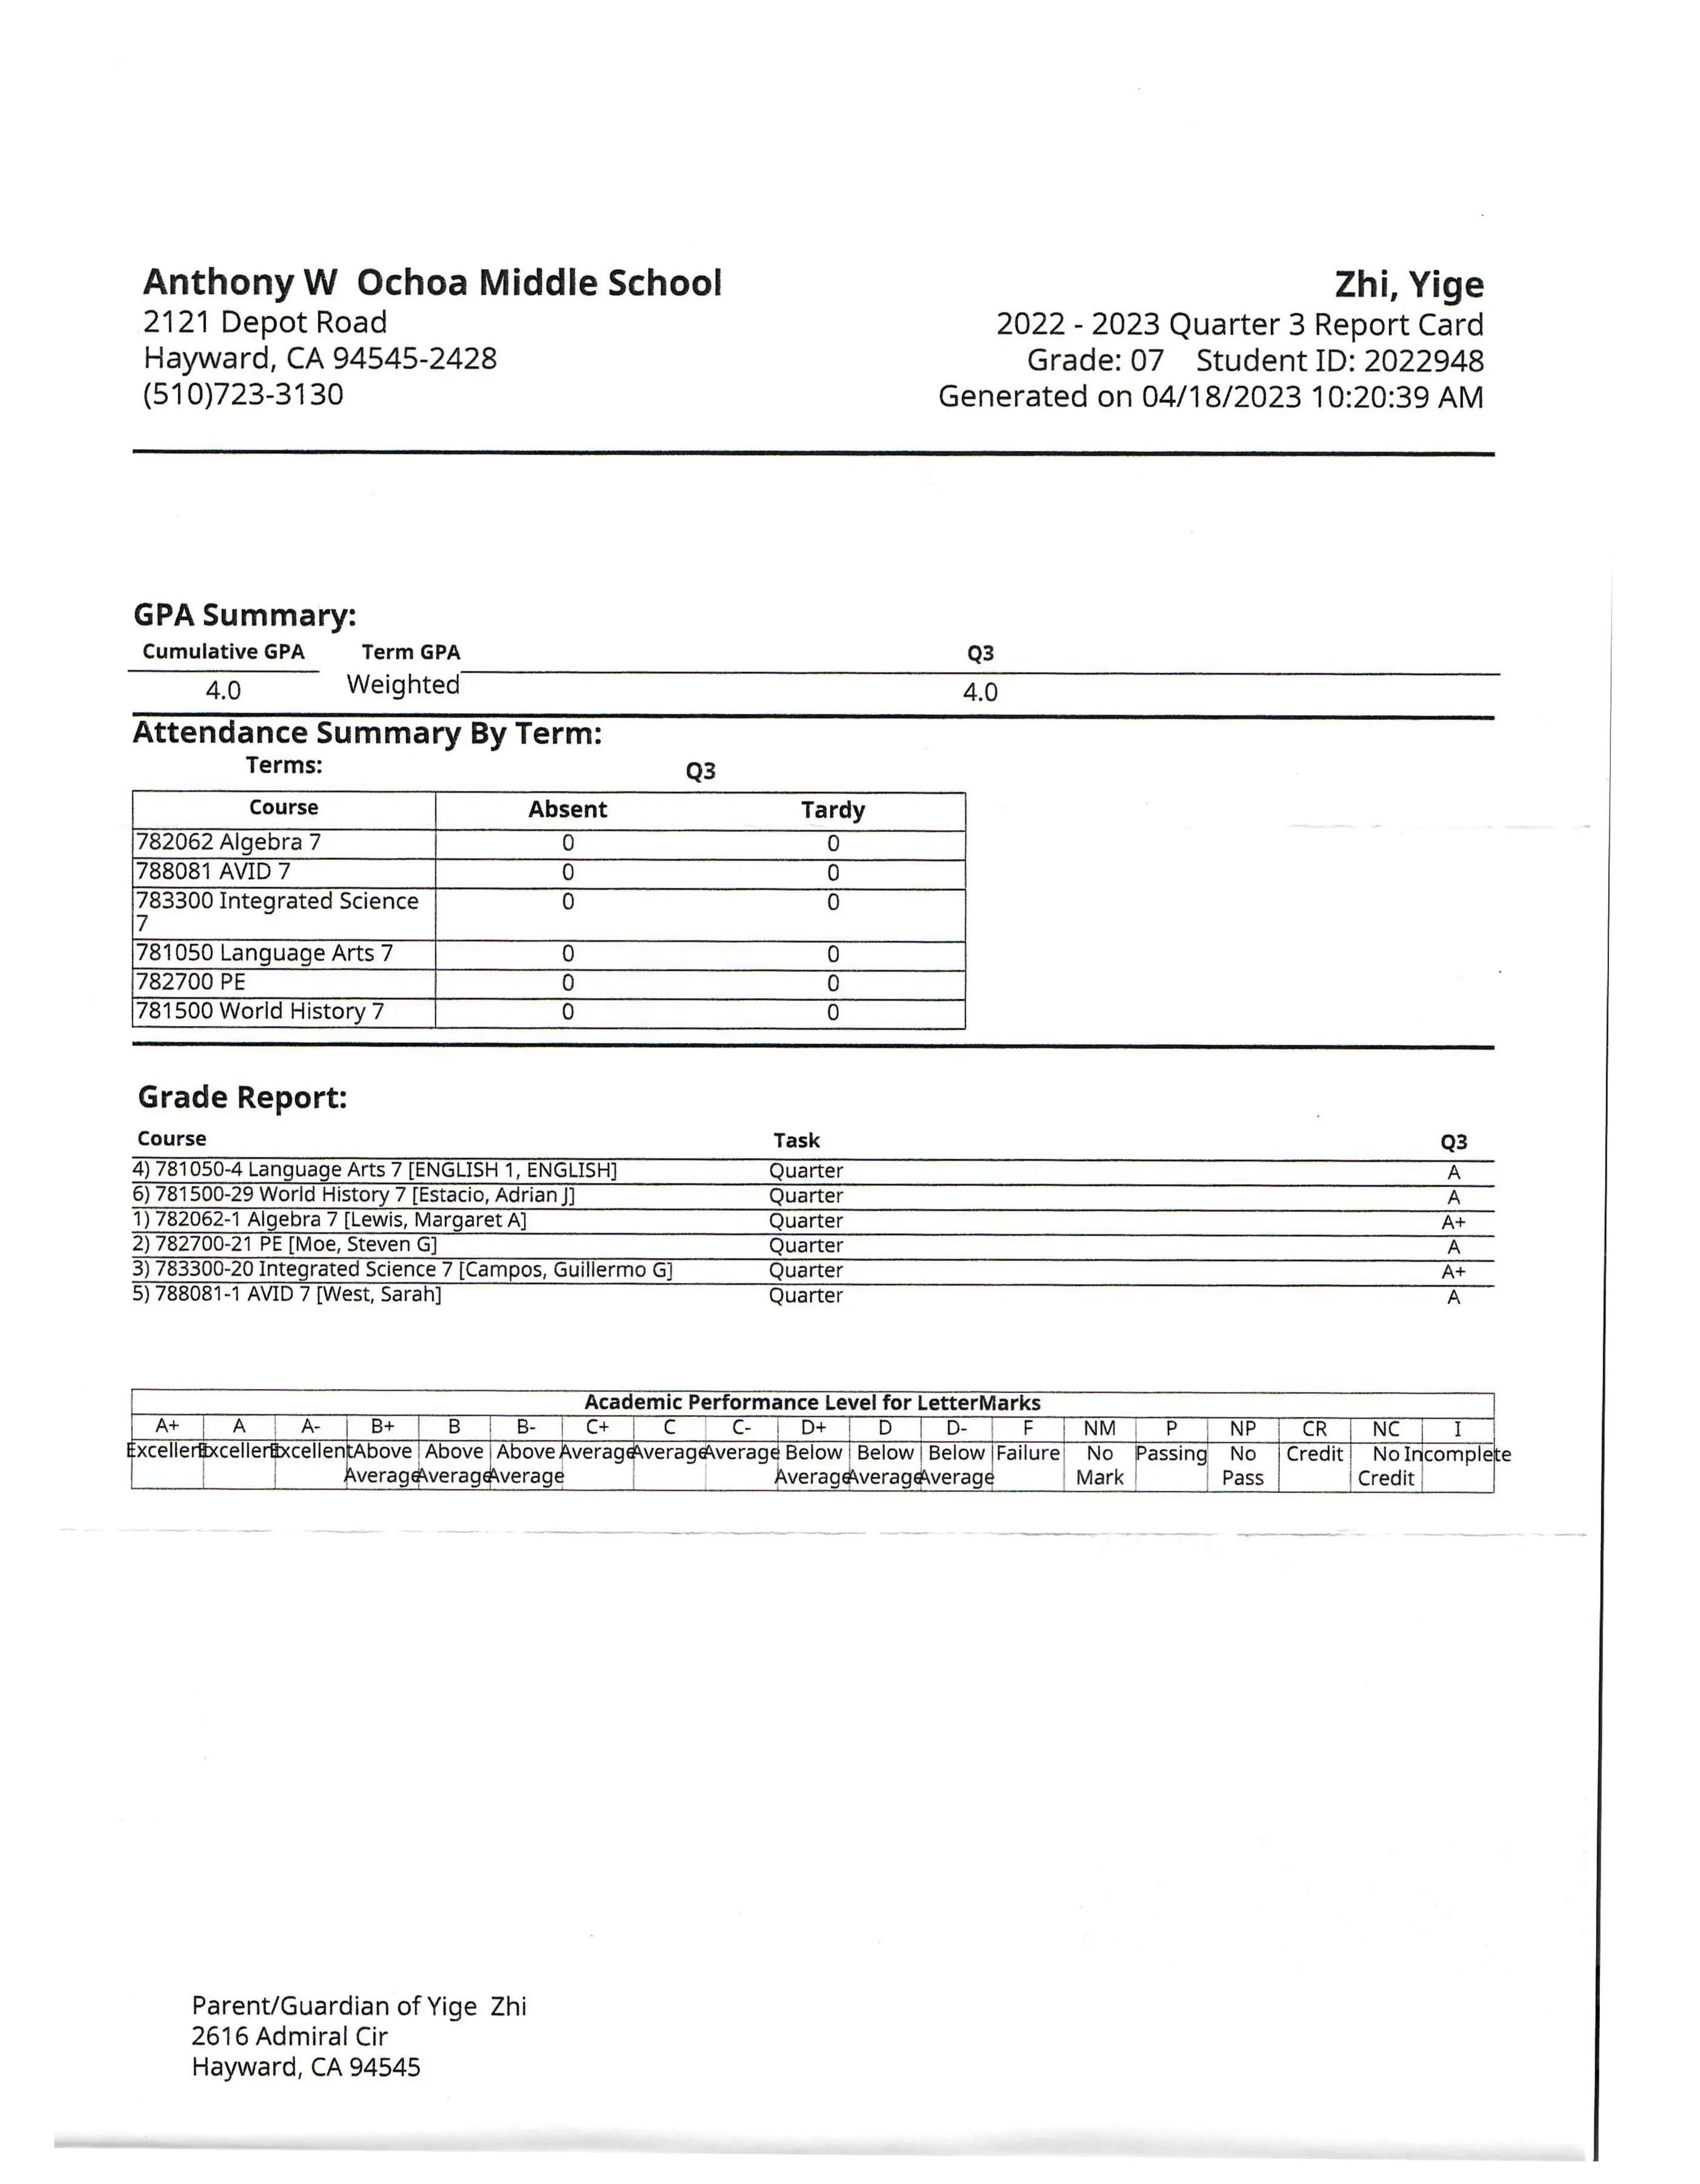 Anthony W Ochoa Middle School
2121 Depot Road
Hayward, CA 94545-2428
(510)723-3130
Zhi, Yige
2022 - 2023 Quarter 3 Report Card
Grade: 07 Student ID: 2022948
Generated on 04/18/2023 10:20:39 AM
GPA Summary:
Cumulative GPA Term GPA Q3
4.0 Weighted 4.0
Attendance Summary By Term:
Terms: Q3
Course Absent Tardy
782062 Algebra 7 0 0
788081 AVID 7 0 0
783300 Integrated Science 0 0
7
781050 Language Arts 7 0 0
782700 PE 0 0
781500 World History 7 0 0
Grade Report:
Course Task Q3
4) 781050-4 Language Arts 7 [ENGLISH 1, ENGLISH] Quarter A
6) 781500-29 World History 7 [Estacio, Adrian J] Quarter A
1) 782062-1 Algebra 7 [Lewis, Margaret A] Quarter A+
2) 782700-21 PE [Moe, Steven G] Quarter A
3) 783300-20 Integrated Science 7 [Campos, Guillermo G] Quarter A+
5) 788081-1 AVID 7 [West, Sarah] Quarter A
Academic Performance Level for LetterMarks
A+ A A- B+ B B- C+ C C- D+ D D- F NM P NP CR NC I
Excellent Excellent Excellent Above Above Above Average Average Average Below Below Below Failure No Passing No Credit No Incomplete
Average Average Average Average Average Average Mark Pass Credit
Parent/Guardian of Yige Zhi
2616 Admiral Cir
Hayward, CA 94545